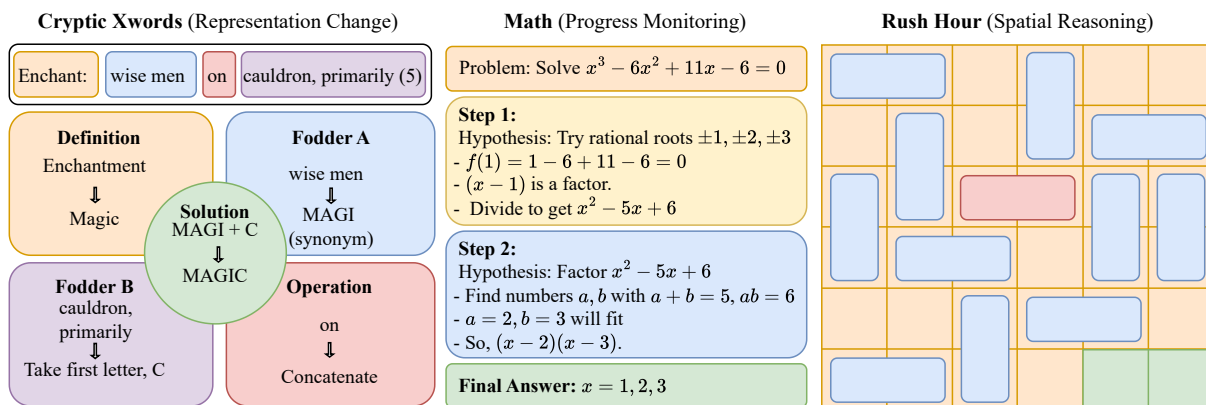 Cryptic Xwords (Representation Change)
Enchant: wise men on cauldron, primarily (5)
Definition
Enchantment
⇓
Magic
Fodder A
wise men
⇓
MAGI
(synonym)
Solution
MAGI + C
⇓
MAGIC
Fodder B
cauldron,
primarily
⇓
Take first letter, C
Operation
on
⇓
Concatenate
Math (Progress Monitoring)
Problem: Solve x³ − 6x² + 11x − 6 = 0
Step 1:
Hypothesis: Try rational roots ±1, ±2, ±3
- f(1) = 1 − 6 + 11 − 6 = 0
- (x − 1) is a factor.
- Divide to get x² − 5x + 6
Step 2:
Hypothesis: Factor x² − 5x + 6
- Find numbers a, b with a + b = 5, ab = 6
- a = 2, b = 3 will fit
- So, (x − 2)(x − 3).
Final Answer: x = 1, 2, 3
Rush Hour (Spatial Reasoning)